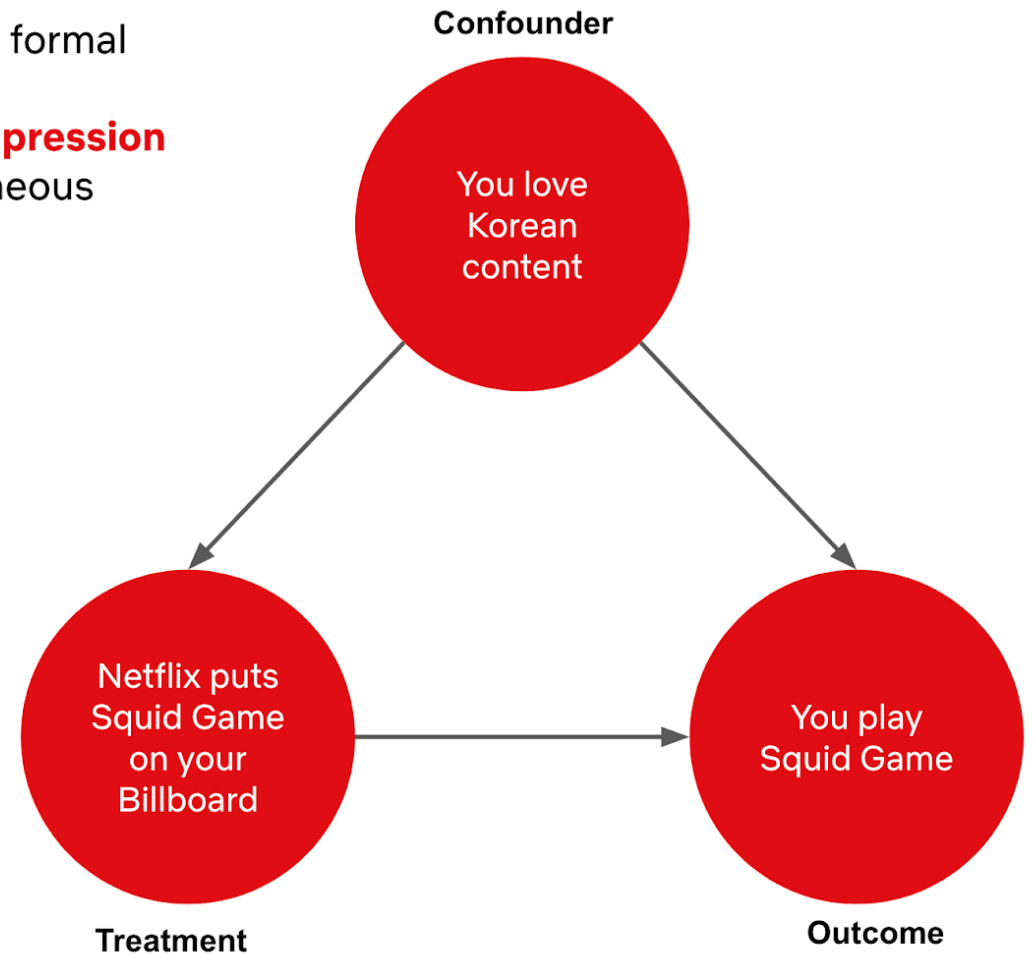 formal
Confounder
pression
neous
You love
Korean
content
Netflix puts
Squid Game
on your
Billboard
You play
Squid Game
Treatment
Outcome